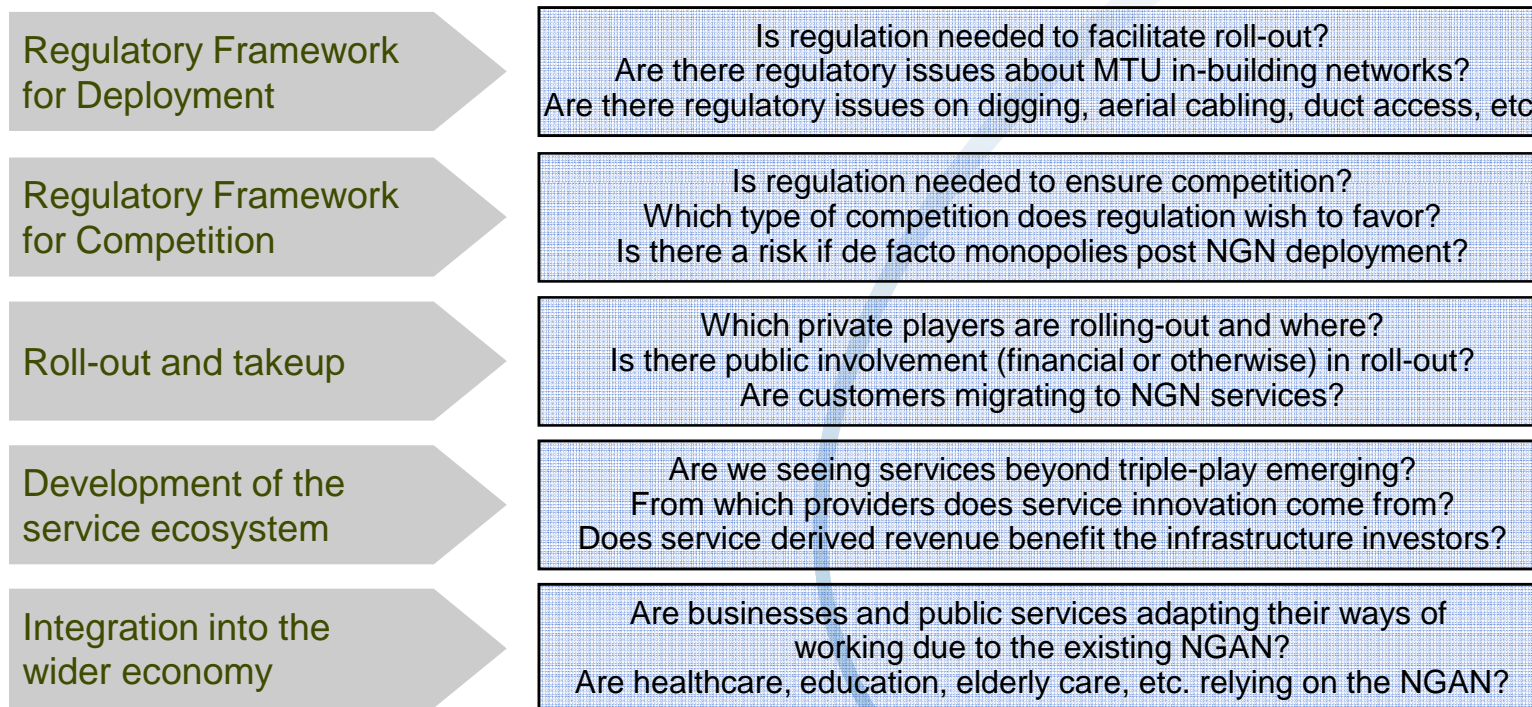 Regulatory Framework
for Deployment
Is regulation needed to facilitate roll-out?
Are there regulatory issues about MTU in-building networks?
Are there regulatory issues on digging, aerial cabling, duct access, etc
Regulatory Framework
for Competition
Is regulation needed to ensure competition?
Which type of competition does regulation wish to favor?
Is there a risk if de facto monopolies post NGN deployment?
Roll-out and takeup
Which private players are rolling-out and where?
Is there public involvement (financial or otherwise) in roll-out?
Are customers migrating to NGN services?
Development of the
service ecosystem
Are we seeing services beyond triple-play emerging?
From which providers does service innovation come from?
Does service derived revenue benefit the infrastructure investors?
Integration into the
wider economy
Are businesses and public services adapting their ways of
working due to the existing NGAN?
Are healthcare, education, elderly care, etc. relying on the NGAN?